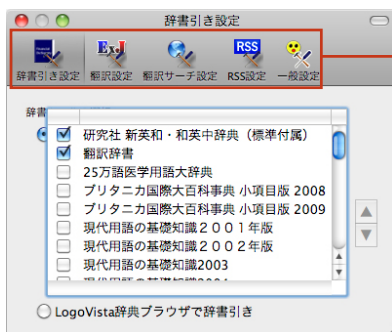 辞書引き設定
ExJ
RSS
辞書引き設定 翻訳設定 翻訳サーチ設定 RSS設定 一般設定
辞書
研究社 新英和・和英中辞典（標準付属）
翻訳辞書
25万語医学用語大辞典
ブリタニカ国際大百科事典 小項目版 2008
ブリタニカ国際大百科事典 小項目版 2009
現代用語の基礎知識２００１年版
現代用語の基礎知識２００２年版
現代用語の基礎知識2003
LogoVista辞典ブラウザで辞書引き